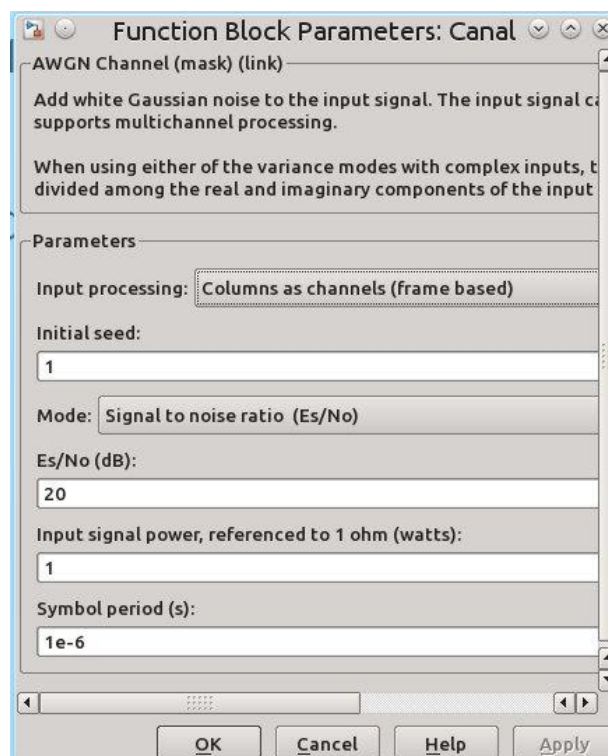 Function Block Parameters: Canal
AWGN Channel (mask) (link)
Add white Gaussian noise to the input signal. The input signal ca
supports multichannel processing.
When using either of the variance modes with complex inputs, t
divided among the real and imaginary components of the input
Parameters
Input processing: Columns as channels (frame based)
Initial seed:
1
Mode: Signal to noise ratio (Es/No)
Es/No (dB):
20
Input signal power, referenced to 1 ohm (watts):
1
Symbol period (s):
1e-6
OK Cancel Help Apply